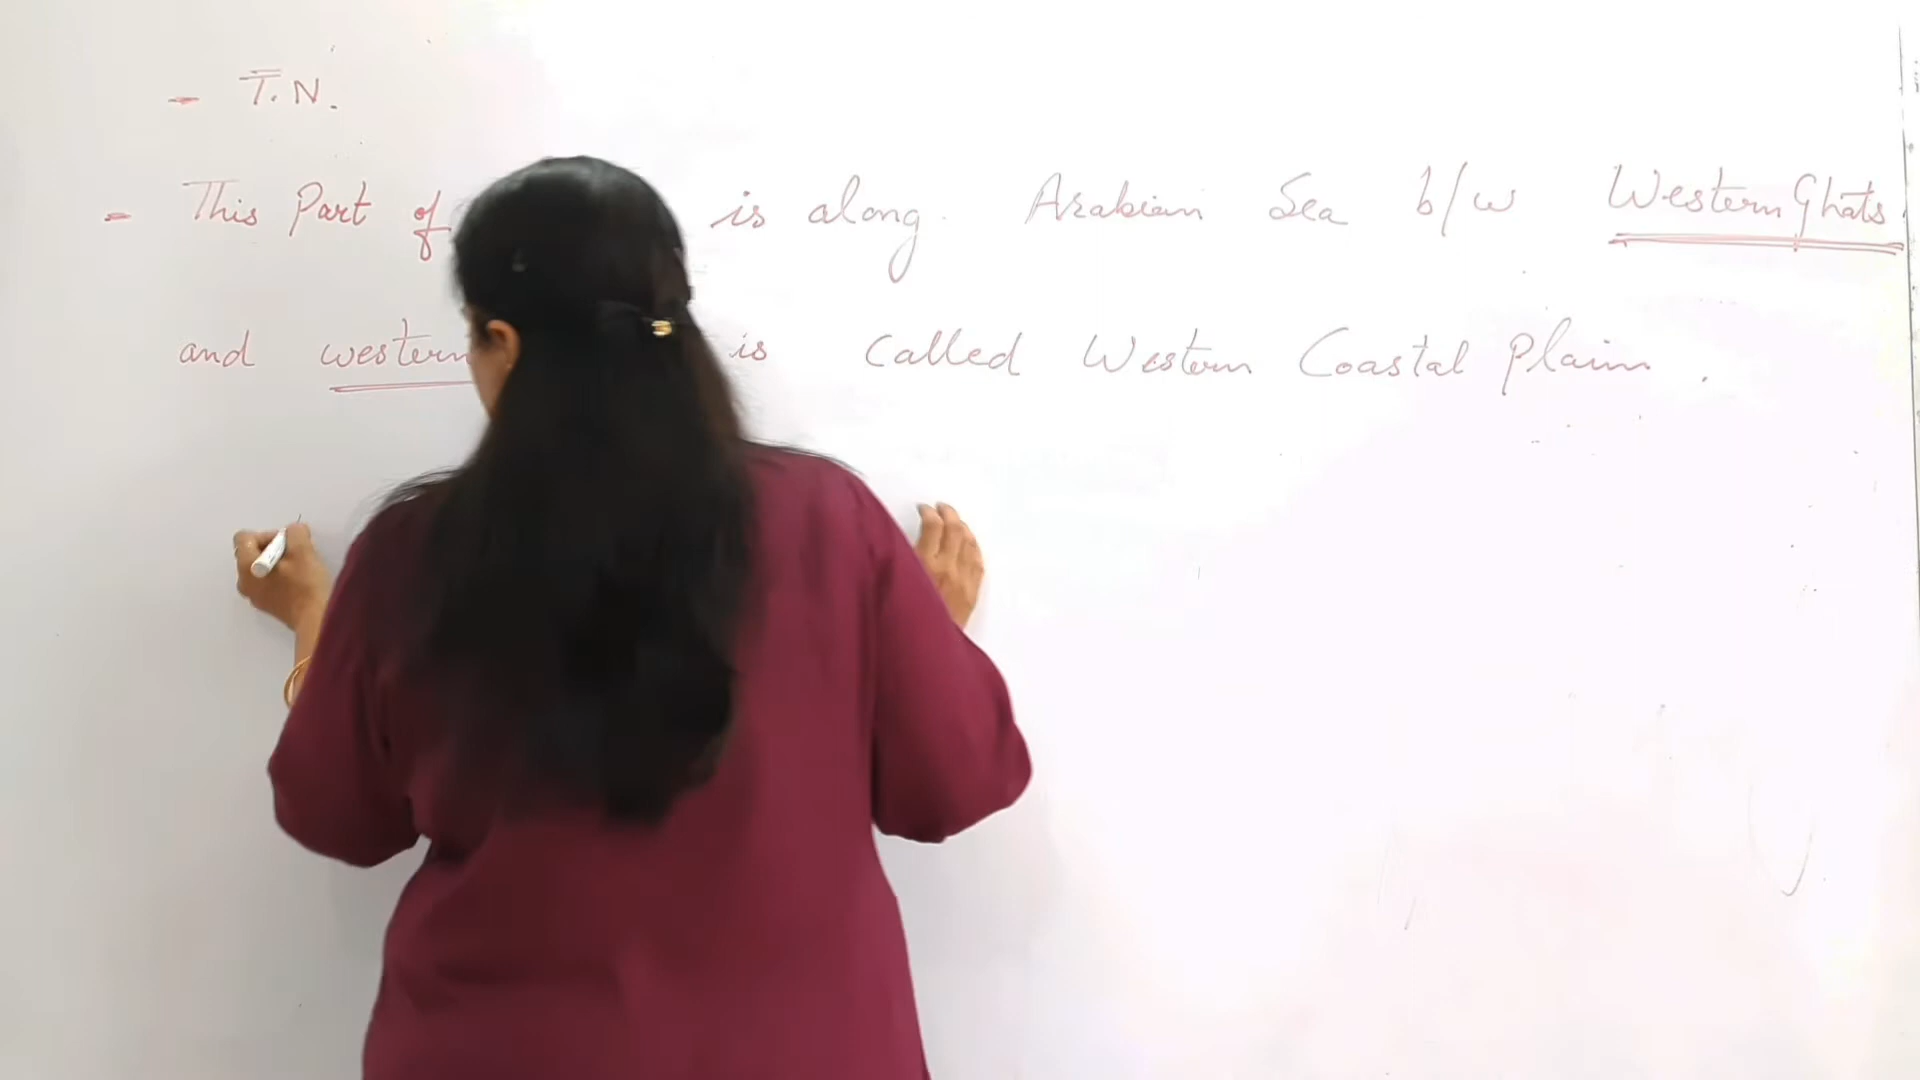 - T.N.
- This Part of is along. Arabian Sea b/w Western Ghats
and western is called Western Coastal Plain .